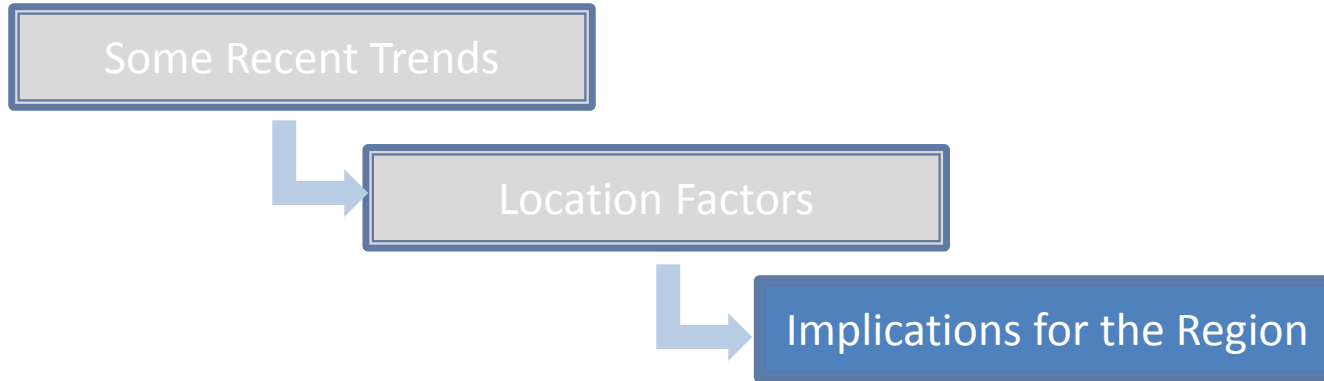 Some Recent Trends
Location Factors
Implications for the Region